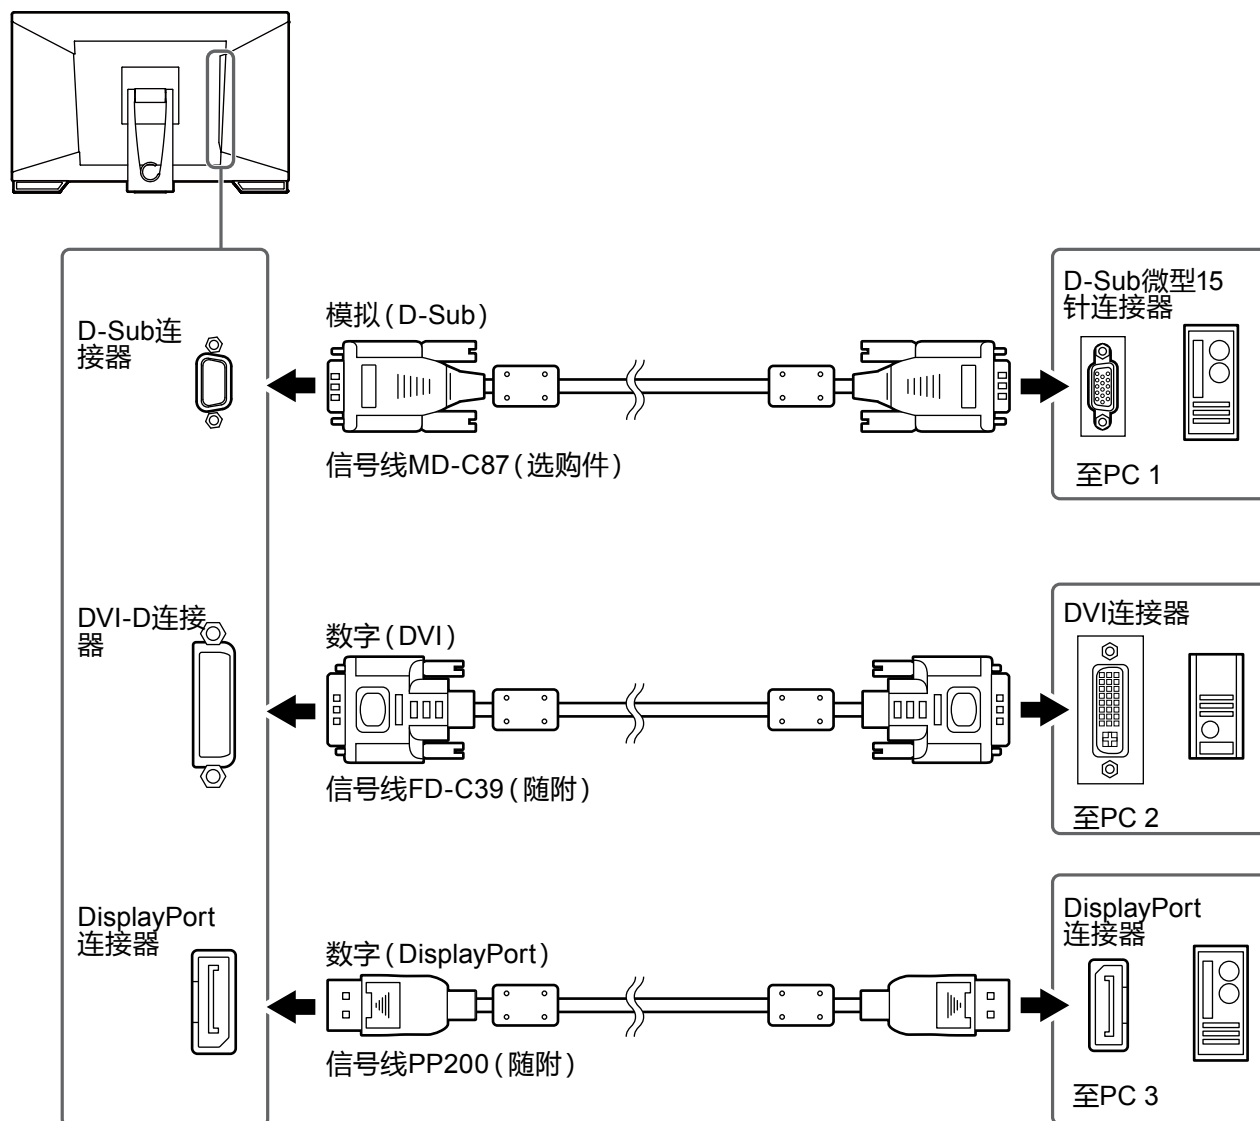 D-Sub连
接器
模拟(D-Sub)
信号线MD-C87(选购件)
D-Sub微型15
针连接器
至PC 1
DVI-D连接
器
数字(DVI)
信号线FD-C39(随附)
DVI连接器
至PC 2
DisplayPort
连接器
数字(DisplayPort)
信号线PP200(随附)
DisplayPort
连接器
至PC 3